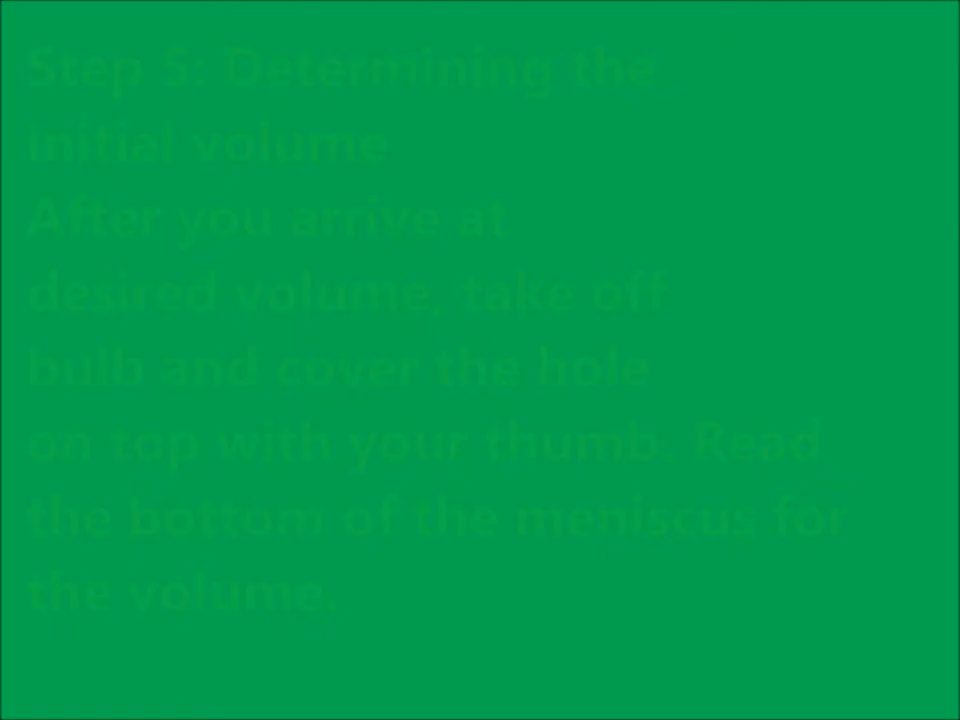 Step 5: Determining the
initial volume
After you arrive at
desired volume, take off
bulb and cover the hole
on top with your thumb. Read
the bottom of the meniscus for
the volume.